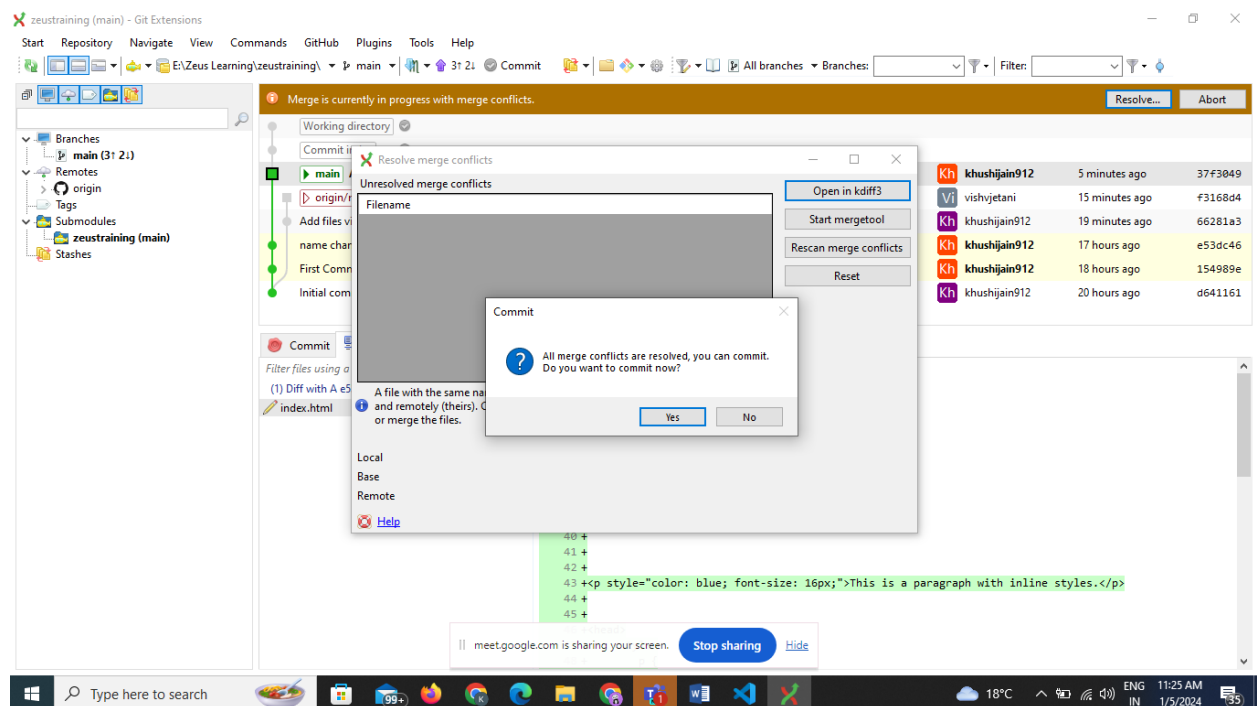 zeustraining (main) - Git Extensions
Start Repository Navigate View Commands GitHub Plugins Tools Help
E:\Zeus Learning\zeustraining\ main 3↑ 2↓ Commit All branches Branches: Filter:
Merge is currently in progress with merge conflicts. Resolve... Abort
Branches
main (3↑ 2↓)
Remotes
origin
Tags
Submodules
zeustraining (main)
Stashes
Working directory
Commit i
main
khushijain912 5 minutes ago 37f3049
origin/
vishvjetani 15 minutes ago f3168d4
Add files vi
khushijain912 19 minutes ago 66281a3
name char
khushijain912 17 hours ago e53dc46
First Comm
khushijain912 18 hours ago 154989e
Initial com
khushijain912 20 hours ago d641161
Kh
Vi
Kh
Kh
Kh
Kh
Resolve merge conflicts
Unresolved merge conflicts
Filename
Open in kdiff3
Start mergetool
Rescan merge conflicts
Reset
Commit
All merge conflicts are resolved, you can commit.
Do you want to commit now?
Yes No
A file with the same na
and remotely (theirs). C
or merge the files.
Local
Base
Remote
Help
Commit
Filter files using a
(1) Diff with A e5
index.html
40 +
41 +
42 +
43 +<p style="color: blue; font-size: 16px;">This is a paragraph with inline styles.</p>
44 +
45 +
meet.google.com is sharing your screen. Stop sharing Hide
Type here to search
99+
1
18°C
ENG
IN
11:25 AM
1/5/2024
35